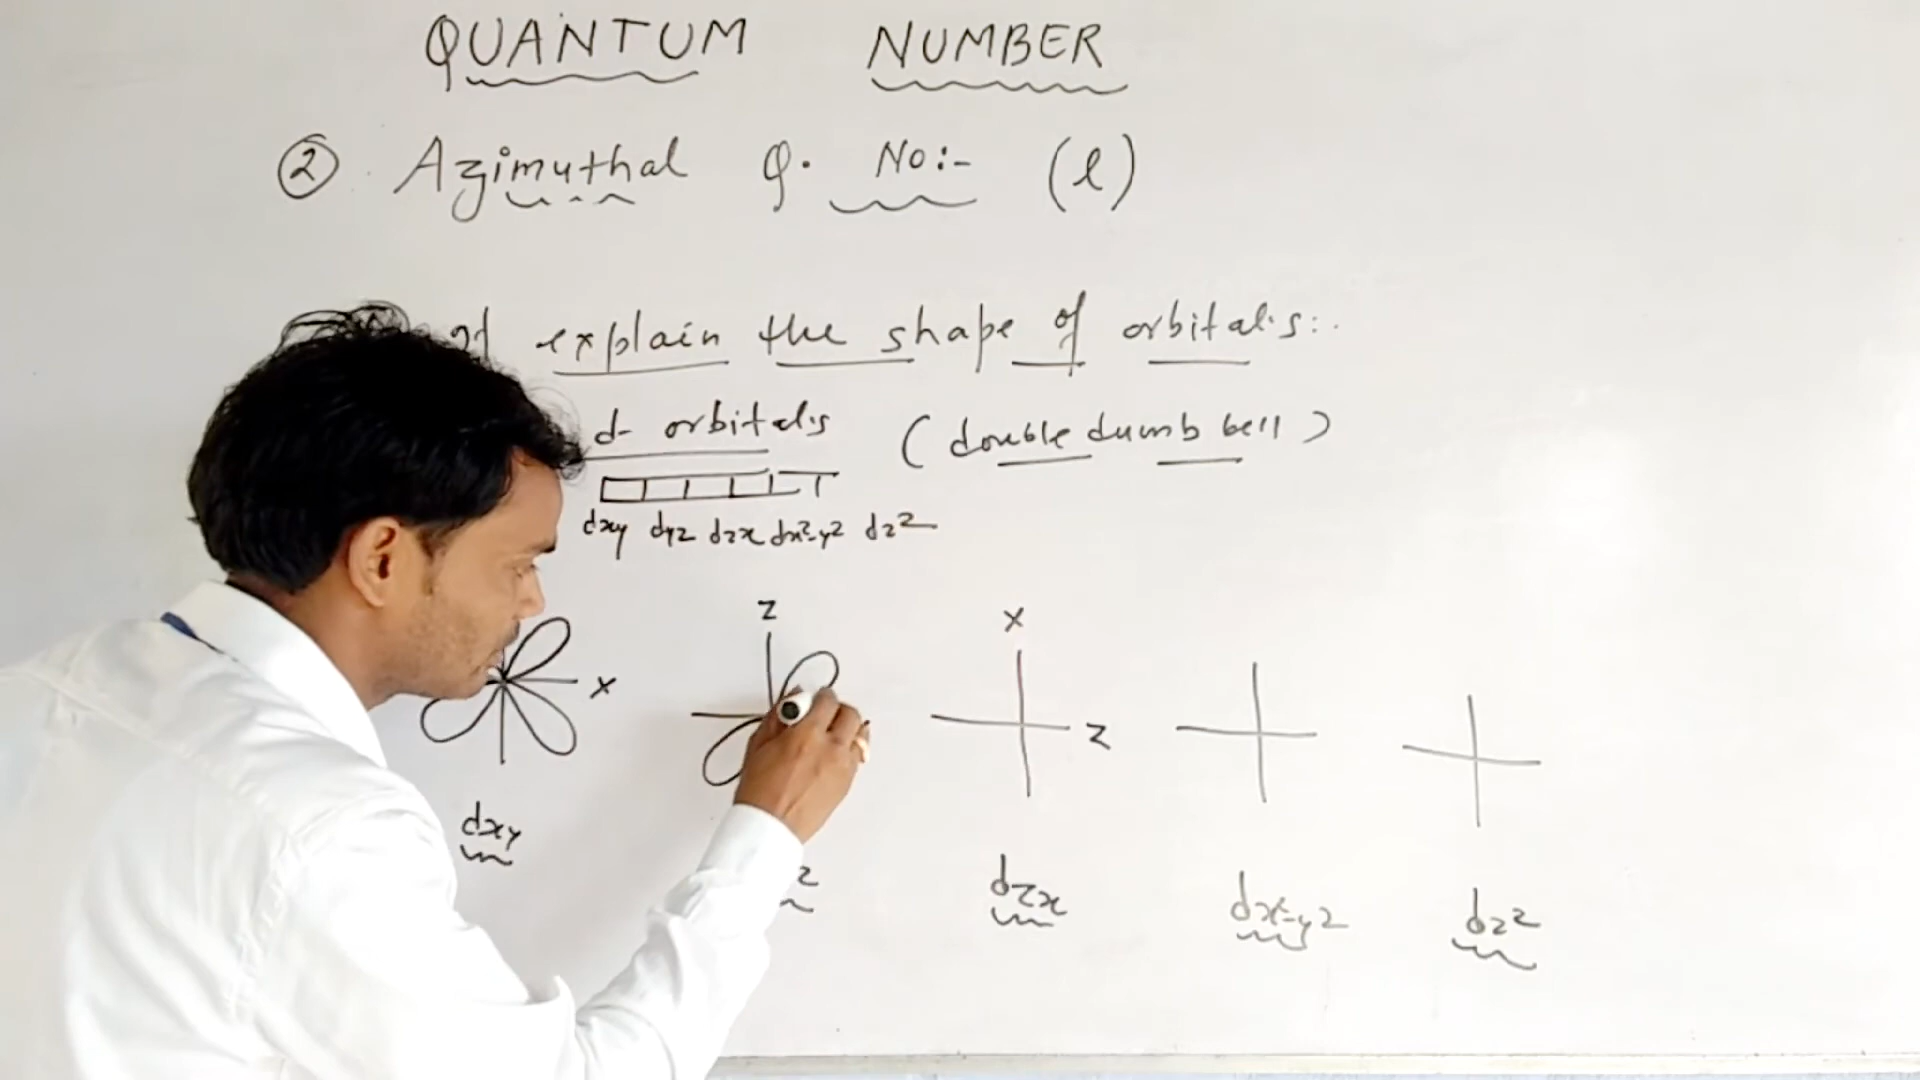 QUANTUM NUMBER
② Azimuthal Q. No:- (l)
explain the shape of orbitals:.
d- orbitals (double dumb bell)
dxy dyz dzx dx²-y² dz²
Z X
X Z
dxy z dzx dx²-y² dz²